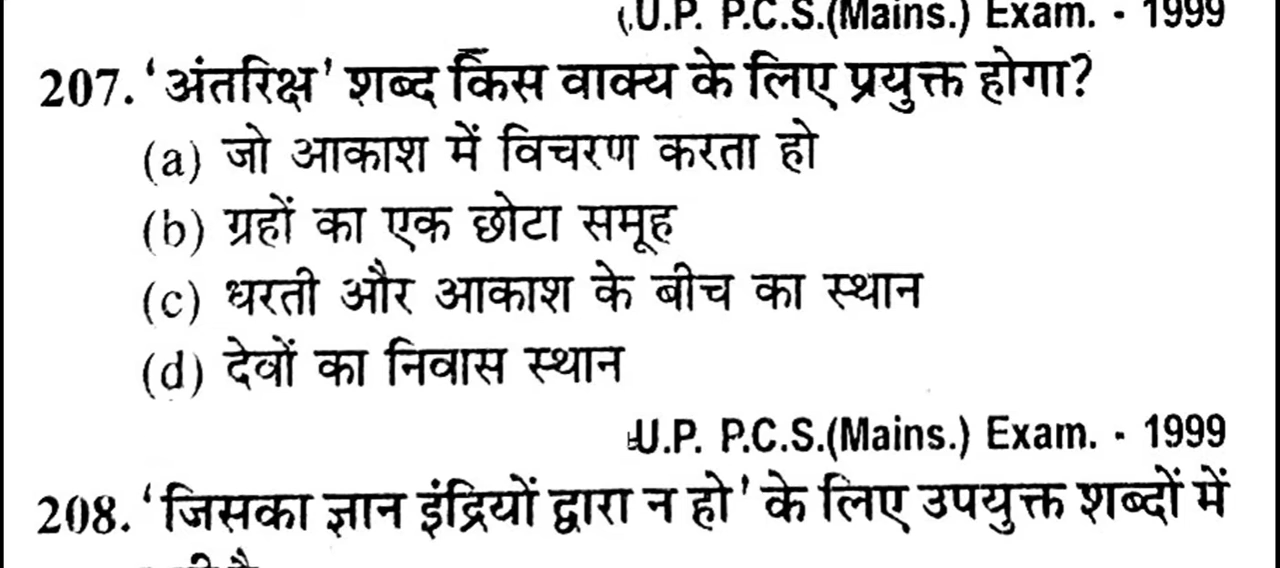 (U.P. P.C.S.(Mains.) Exam. - 1999
207. 'अंतरिक्ष' शब्द किस वाक्य के लिए प्रयुक्त होगा?
(a) जो आकाश में विचरण करता हो
(b) ग्रहों का एक छोटा समूह
(c) धरती और आकाश के बीच का स्थान
(d) देवों का निवास स्थान
U.P. P.C.S.(Mains.) Exam. - 1999
208. 'जिसका ज्ञान इंद्रियों द्वारा न हो' के लिए उपयुक्त शब्दों में